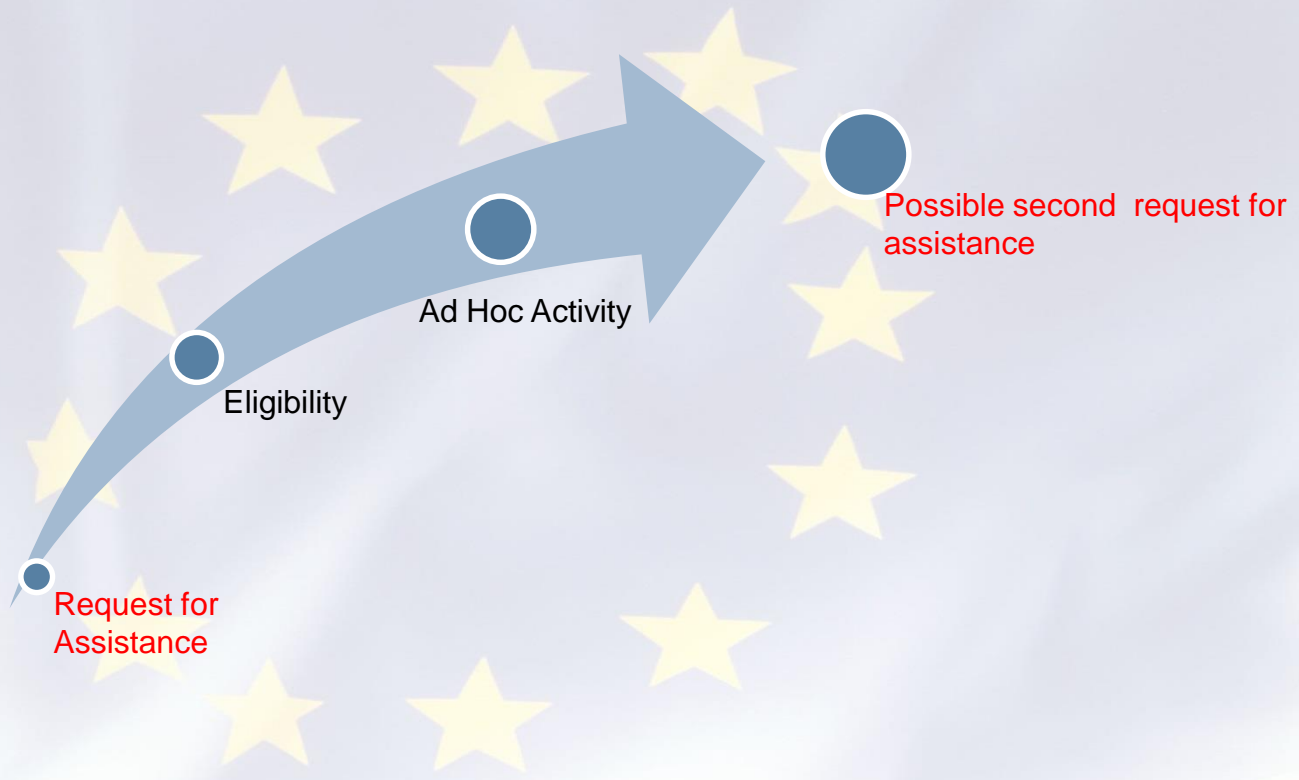 Possible second  request for
assistance
Ad Hoc Activity
Eligibility
Request for
Assistance